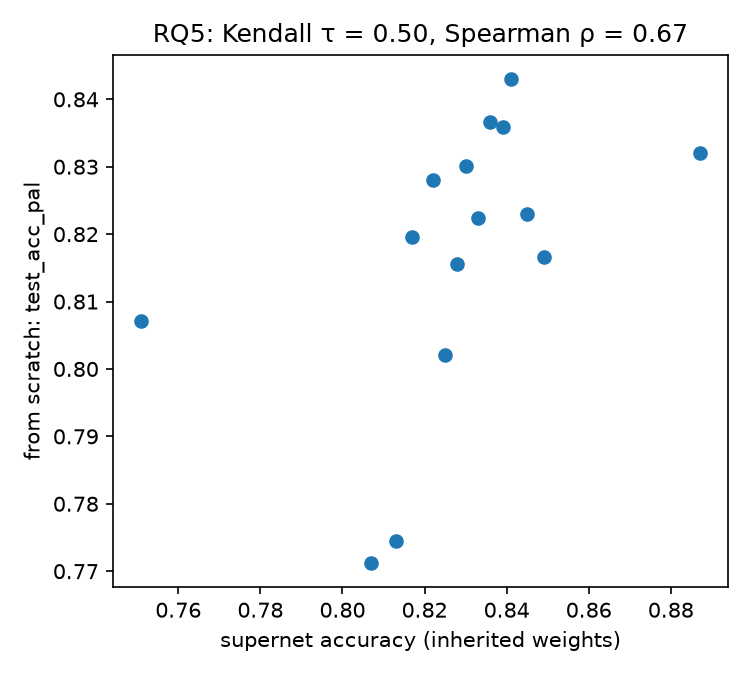 RQ5: Kendall τ = 0.50, Spearman ρ = 0.67
from scratch: test_acc_pal
0.84
0.83
0.82
0.81
0.80
0.79
0.78
0.77
0.76 0.78 0.80 0.82 0.84 0.86 0.88
supernet accuracy (inherited weights)